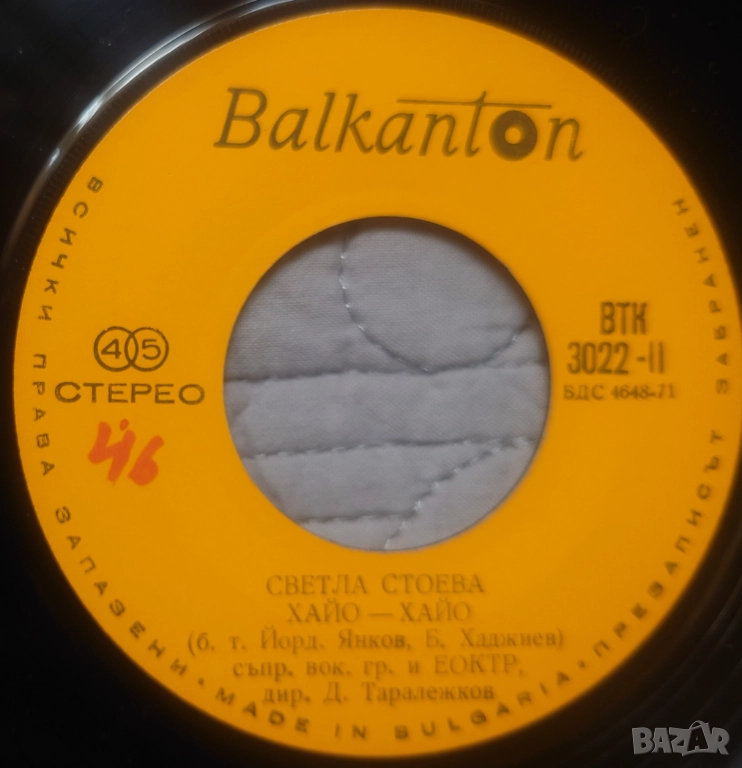 Balkanton
45
СТЕРЕО
ВТК
3022-II
БДС 4648-71
СВЕТЛА СТОЕВА
ХАЙО — ХАЙО
(б. т. Йорд. Янков, Б. Хаджиев)
съпр. вок. гр. и ЕОКТР,
дир. Д. Таралежков
ВСИЧКИ ПРАВА ЗАПАЗЕНИ • MADE IN BULGARIA • ПРЕЗАПИСЪТ ЗАБРАНЕН
BAZAR